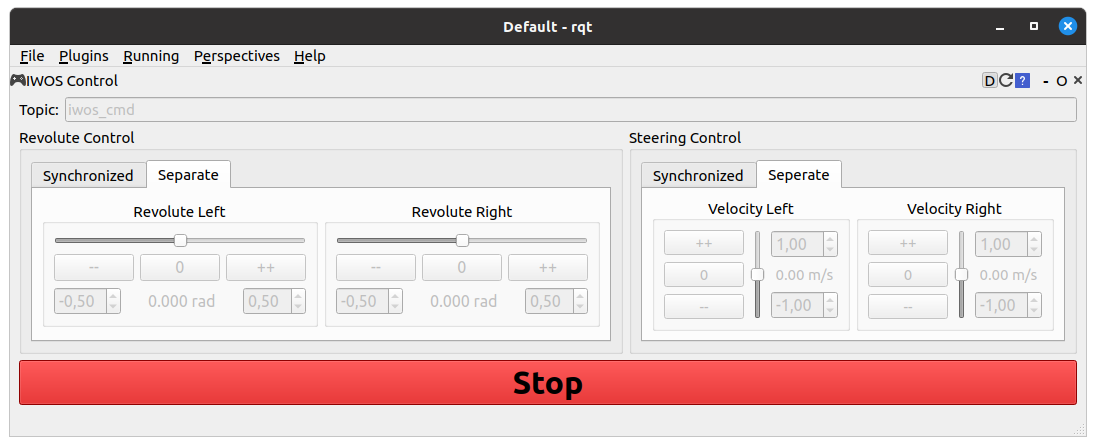 Default - rqt
File Plugins Running Perspectives Help
IWOS Control D ? - O ×
Topic: iwos_cmd
Revolute Control Steering Control
Synchronized Separate Synchronized Seperate
Revolute Left Revolute Right Velocity Left Velocity Right
++ 1,00 ++ 1,00
-- 0 ++ -- 0 ++ 0 0.00 m/s 0 0.00 m/s
-0,50 0.000 rad 0,50 -0,50 0.000 rad 0,50 -- -1,00 -- -1,00
Stop